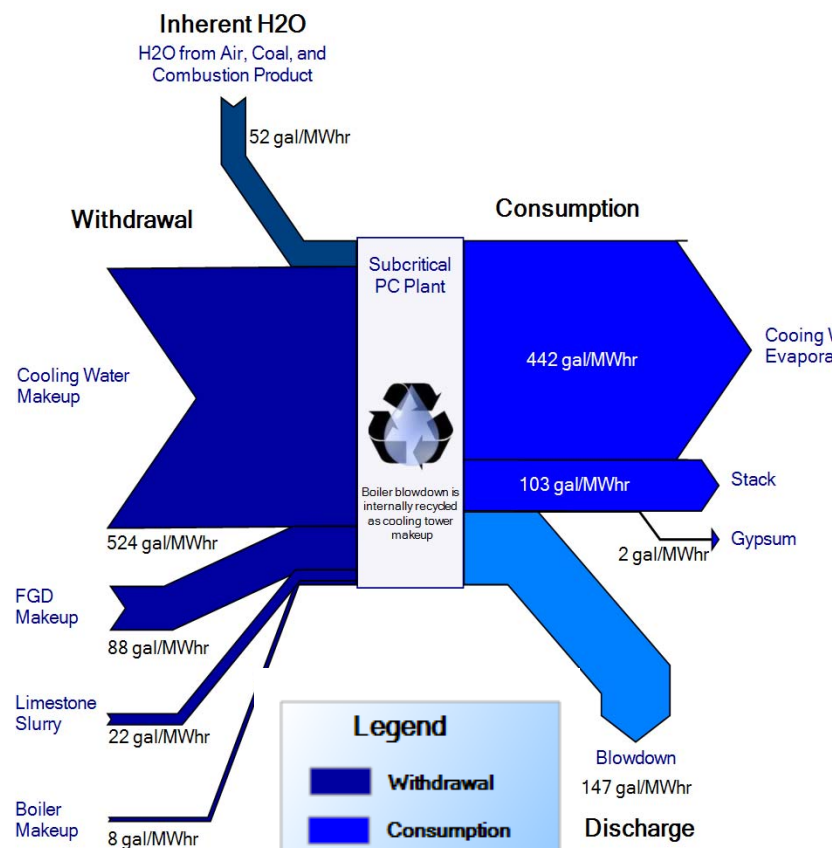 Inherent H2O
H2O from Air, Coal, and
Combustion Product
52 gal/MWhr
Withdrawal
Consumption
Subcritical
PC Plant
Cooling Water
Makeup
442 gal/MWhr
Cooing W
Evapora
103 gal/MWhr
Stack
Boiler blowdown is
internally recycled
as cooling tower
makeup
524 gal/MWhr
2 gal/MWhr
Gypsum
FGD
Makeup
88 gal/MWhr
Limestone
Slurry
22 gal/MWhr
Boiler
Makeup
8 gal/MWhr
Legend
Withdrawal
Consumption
Blowdown
147 gal/MWhr
Discharge